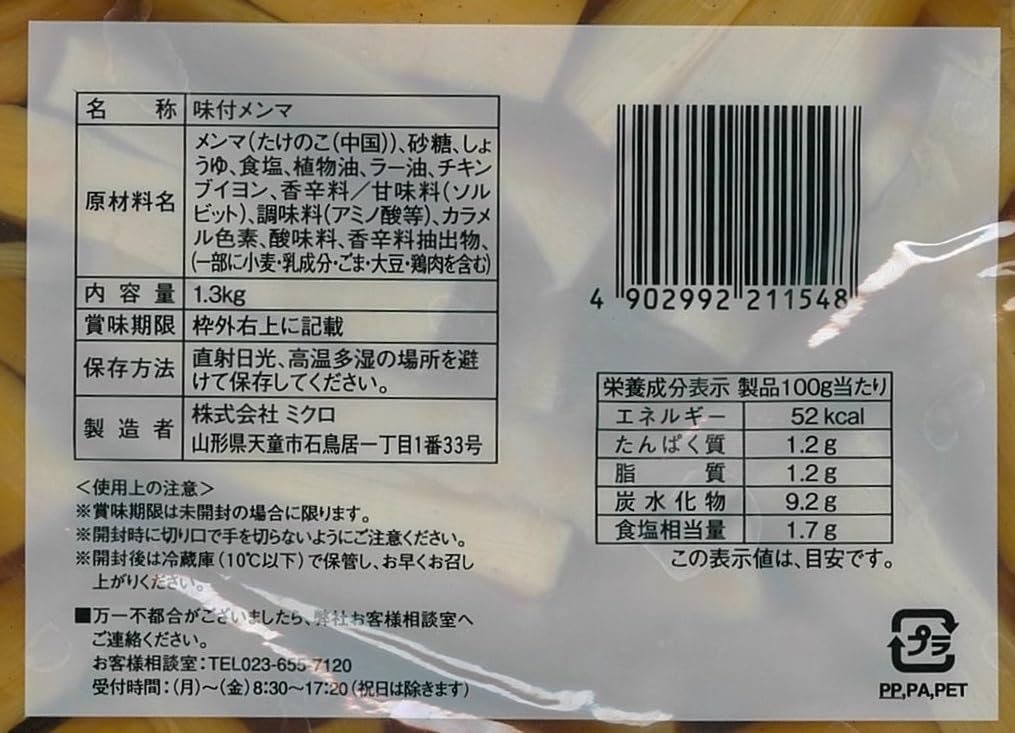 名称 味付メンマ
原材料名 メンマ(たけのこ(中国))、砂糖、しょ
うゆ、食塩、植物油、ラー油、チキン
ブイヨン、香辛料／甘味料(ソル
ビット)、調味料(アミノ酸等)、カラメ
ル色素、酸味料、香辛料抽出物、
(一部に小麦・乳成分・ごま・大豆・鶏肉を含む)
内容量 1.3kg
賞味期限 枠外右上に記載
保存方法 直射日光、高温多湿の場所を避
けて保存してください。
製造者 株式会社 ミクロ
山形県天童市石鳥居一丁目1番33号
＜使用上の注意＞
※賞味期限は未開封の場合に限ります。
※開封時に切り口で手を切らないようにご注意ください。
※開封後は冷蔵庫(10℃以下)で保管し、お早くお召し
上がりください。
■万一不都合がございましたら、弊社お客様相談室へ
ご連絡ください。
お客様相談室：TEL023-655-7120
受付時間：(月)～(金)8:30～17:20(祝日は除きます)
4 902992 211548
栄養成分表示 製品100g当たり
エネルギー 52 kcal
たんぱく質 1.2 g
脂質 1.2 g
炭水化物 9.2 g
食塩相当量 1.7 g
この表示値は、目安です。
プラ
PP,PA,PET